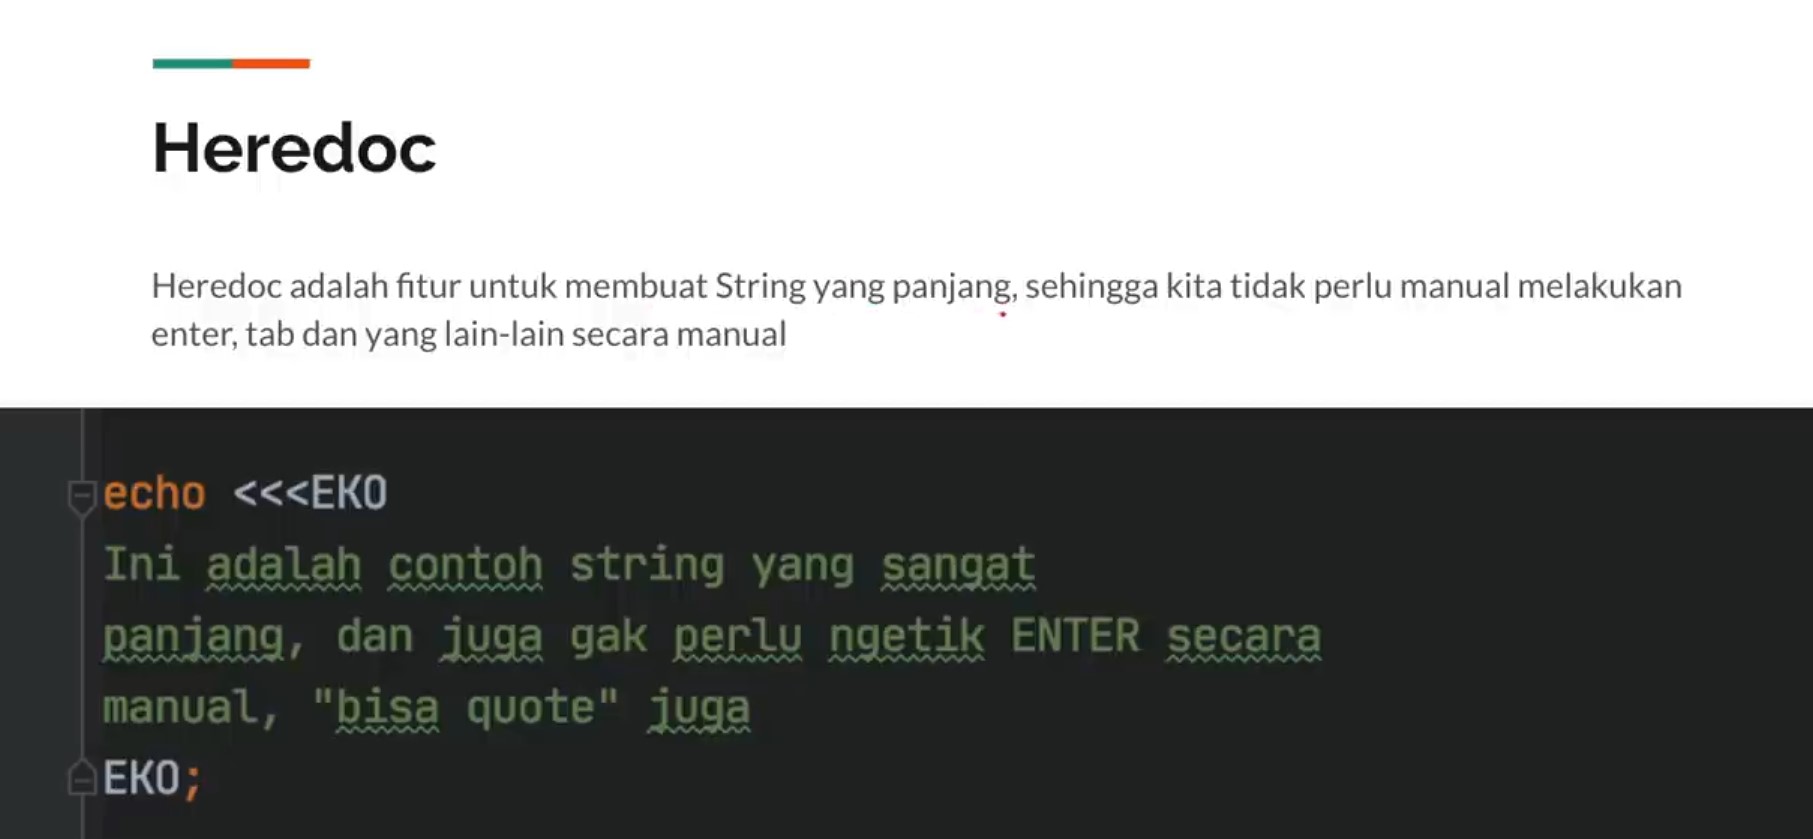 Heredoc
Heredoc adalah fitur untuk membuat String yang panjang, sehingga kita tidak perlu manual melakukan
enter, tab dan yang lain-lain secara manual
echo <<<EKO
Ini adalah contoh string yang sangat
panjang, dan juga gak perlu ngetik ENTER secara
manual, "bisa quote" juga
EKO;